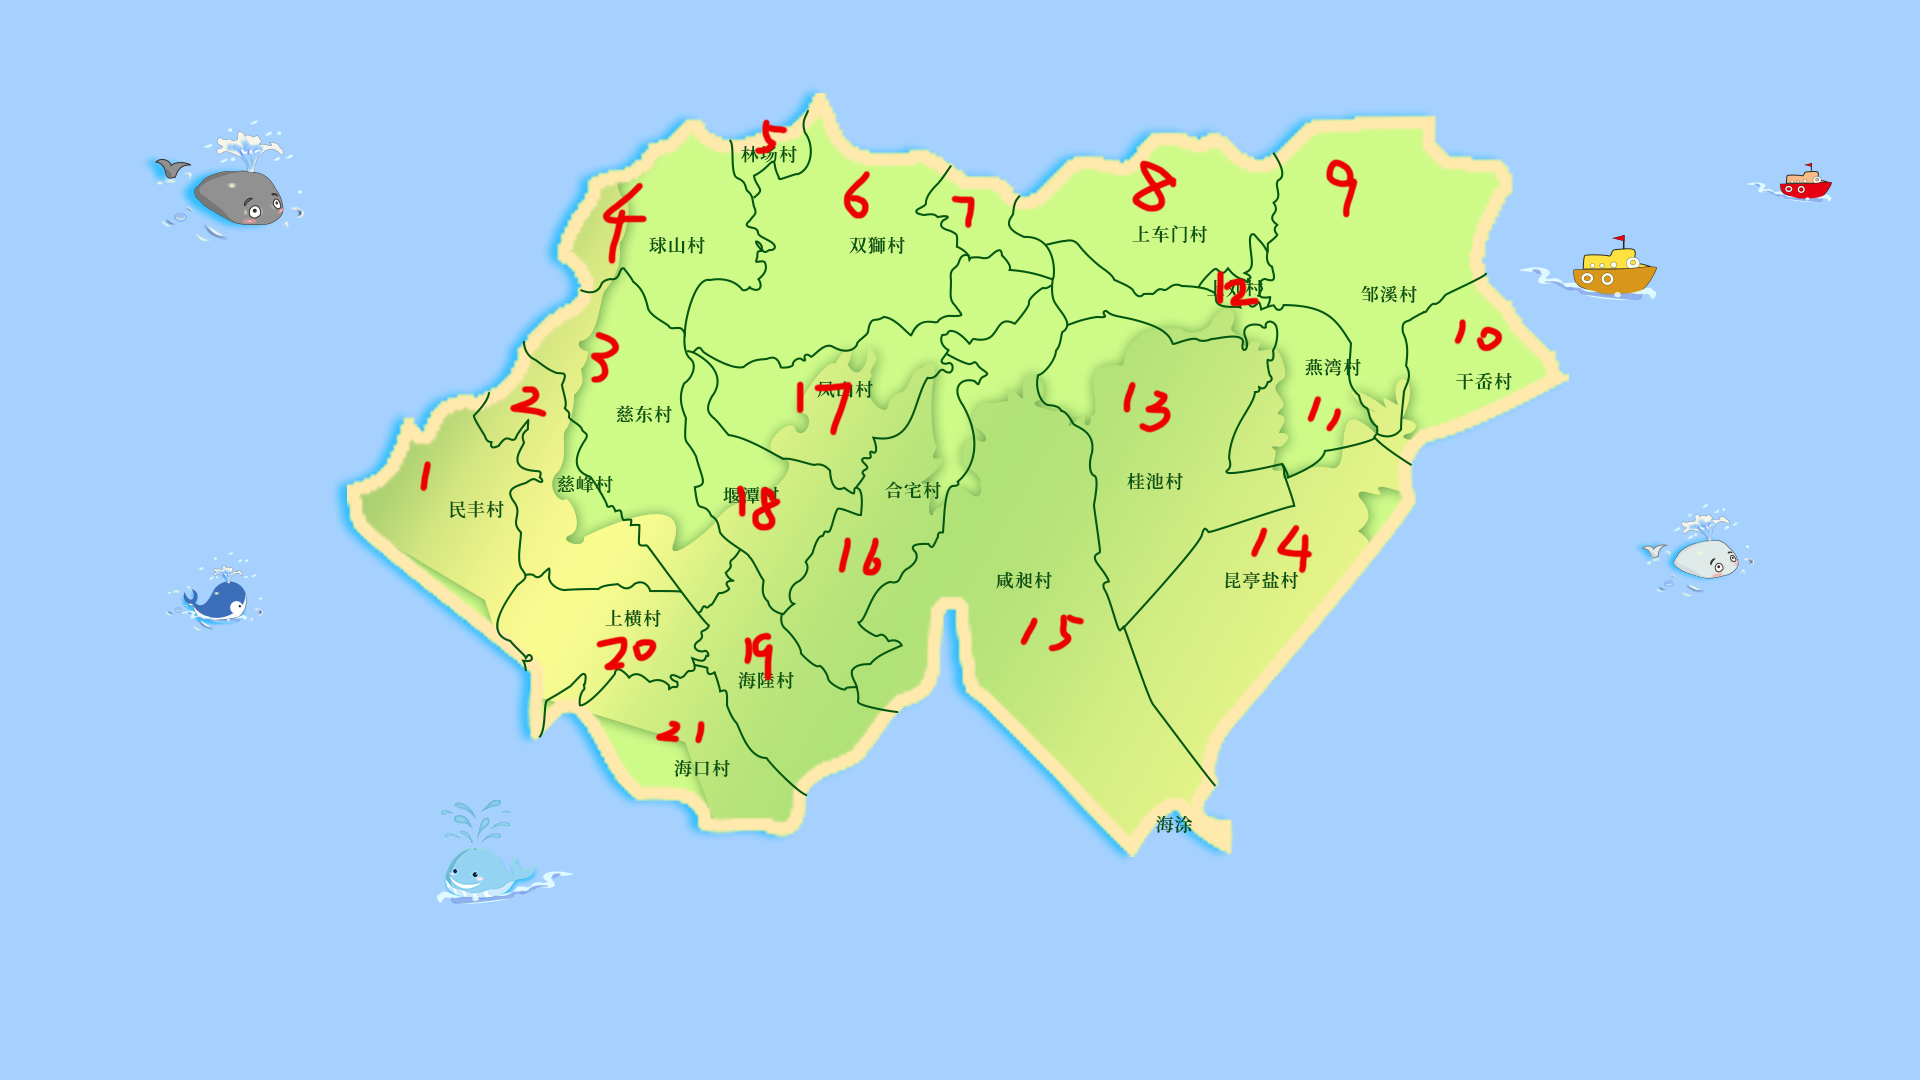 5
林场村
4
球山村
6
双狮村
7
8
上车门村
9
邹溪村
12
村
10
干岙村
3
慈东村
2
17
凤山村
13
桂池村
燕湾村
11
1
民丰村
慈峰村
堰潭村
18
合宅村
16
14
昆亭盐村
咸昶村
15
上横村
20
19
海陆村
21
海口村
海涂